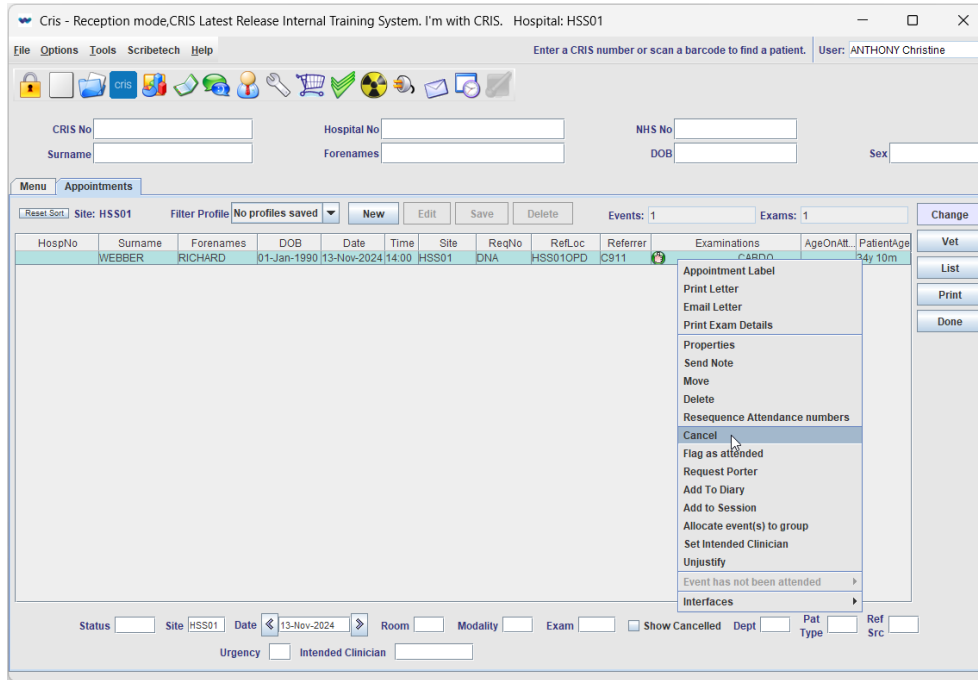 Cris - Reception mode,CRIS Latest Release Internal Training System. I'm with CRIS. Hospital: HSS01
File Options Tools Scribetech Help Enter a CRIS number or scan a barcode to find a patient. User: ANTHONY Christine
cris
CRIS No Hospital No NHS No
Surname Forenames DOB Sex
Menu Appointments
Reset Sort Site: HSS01 Filter Profile No profiles saved New Edit Save Delete Events: 1 Exams: 1 Change
HospNo Surname Forenames DOB Date Time Site ReqNo RefLoc Referrer Examinations AgeOnAtt... PatientAge Vet
WEBBER RICHARD 01-Jan-1990 13-Nov-2024 14:00 HSS01 DNA HSS01OPD C911 CARDO 34y 10m
List
Print
Done
Appointment Label
Print Letter
Email Letter
Print Exam Details
Properties
Send Note
Move
Delete
Resequence Attendance numbers
Cancel
Flag as attended
Request Porter
Add To Diary
Add to Session
Allocate event(s) to group
Set Intended Clinician
Unjustify
Event has not been attended
Interfaces
Status Site HSS01 Date 13-Nov-2024 Room Modality Exam Show Cancelled Dept Pat Type Ref Src
Urgency Intended Clinician